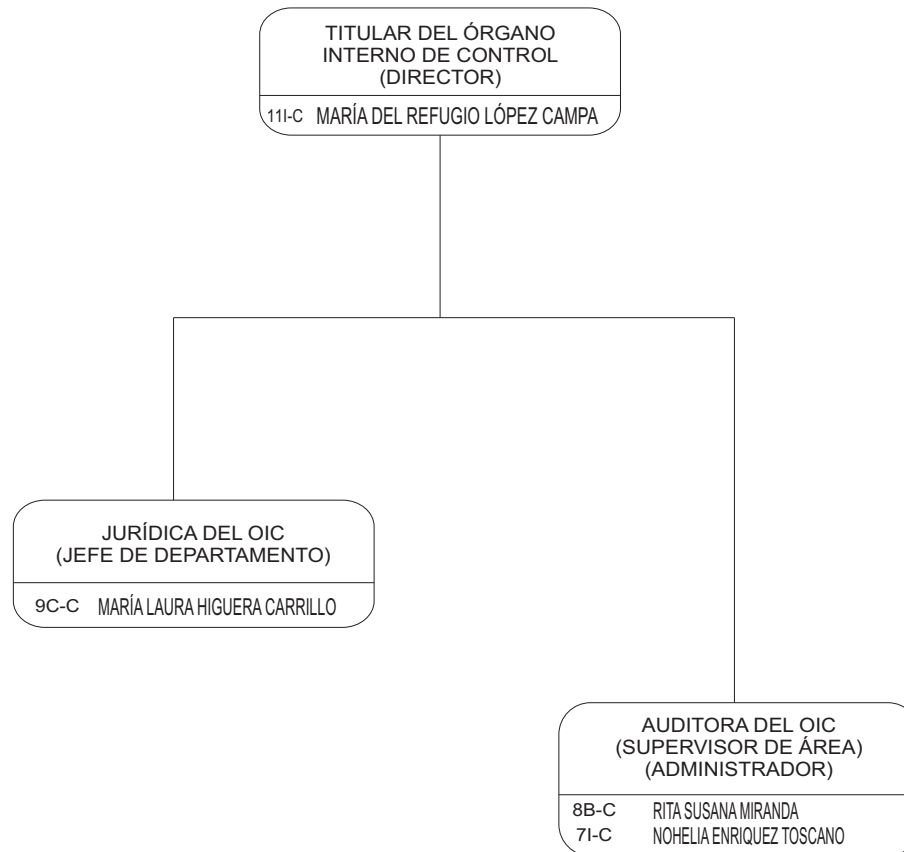 TITULAR DEL ÓRGANO
INTERNO DE CONTROL
(DIRECTOR)
11I-C MARÍA DEL REFUGIO LÓPEZ CAMPA
JURÍDICA DEL OIC
(JEFE DE DEPARTAMENTO)
9C-C MARÍA LAURA HIGUERA CARRILLO
AUDITORA DEL OIC
(SUPERVISOR DE ÁREA)
(ADMINISTRADOR)
8B-C RITA SUSANA MIRANDA
7I-C NOHELIA ENRIQUEZ TOSCANO